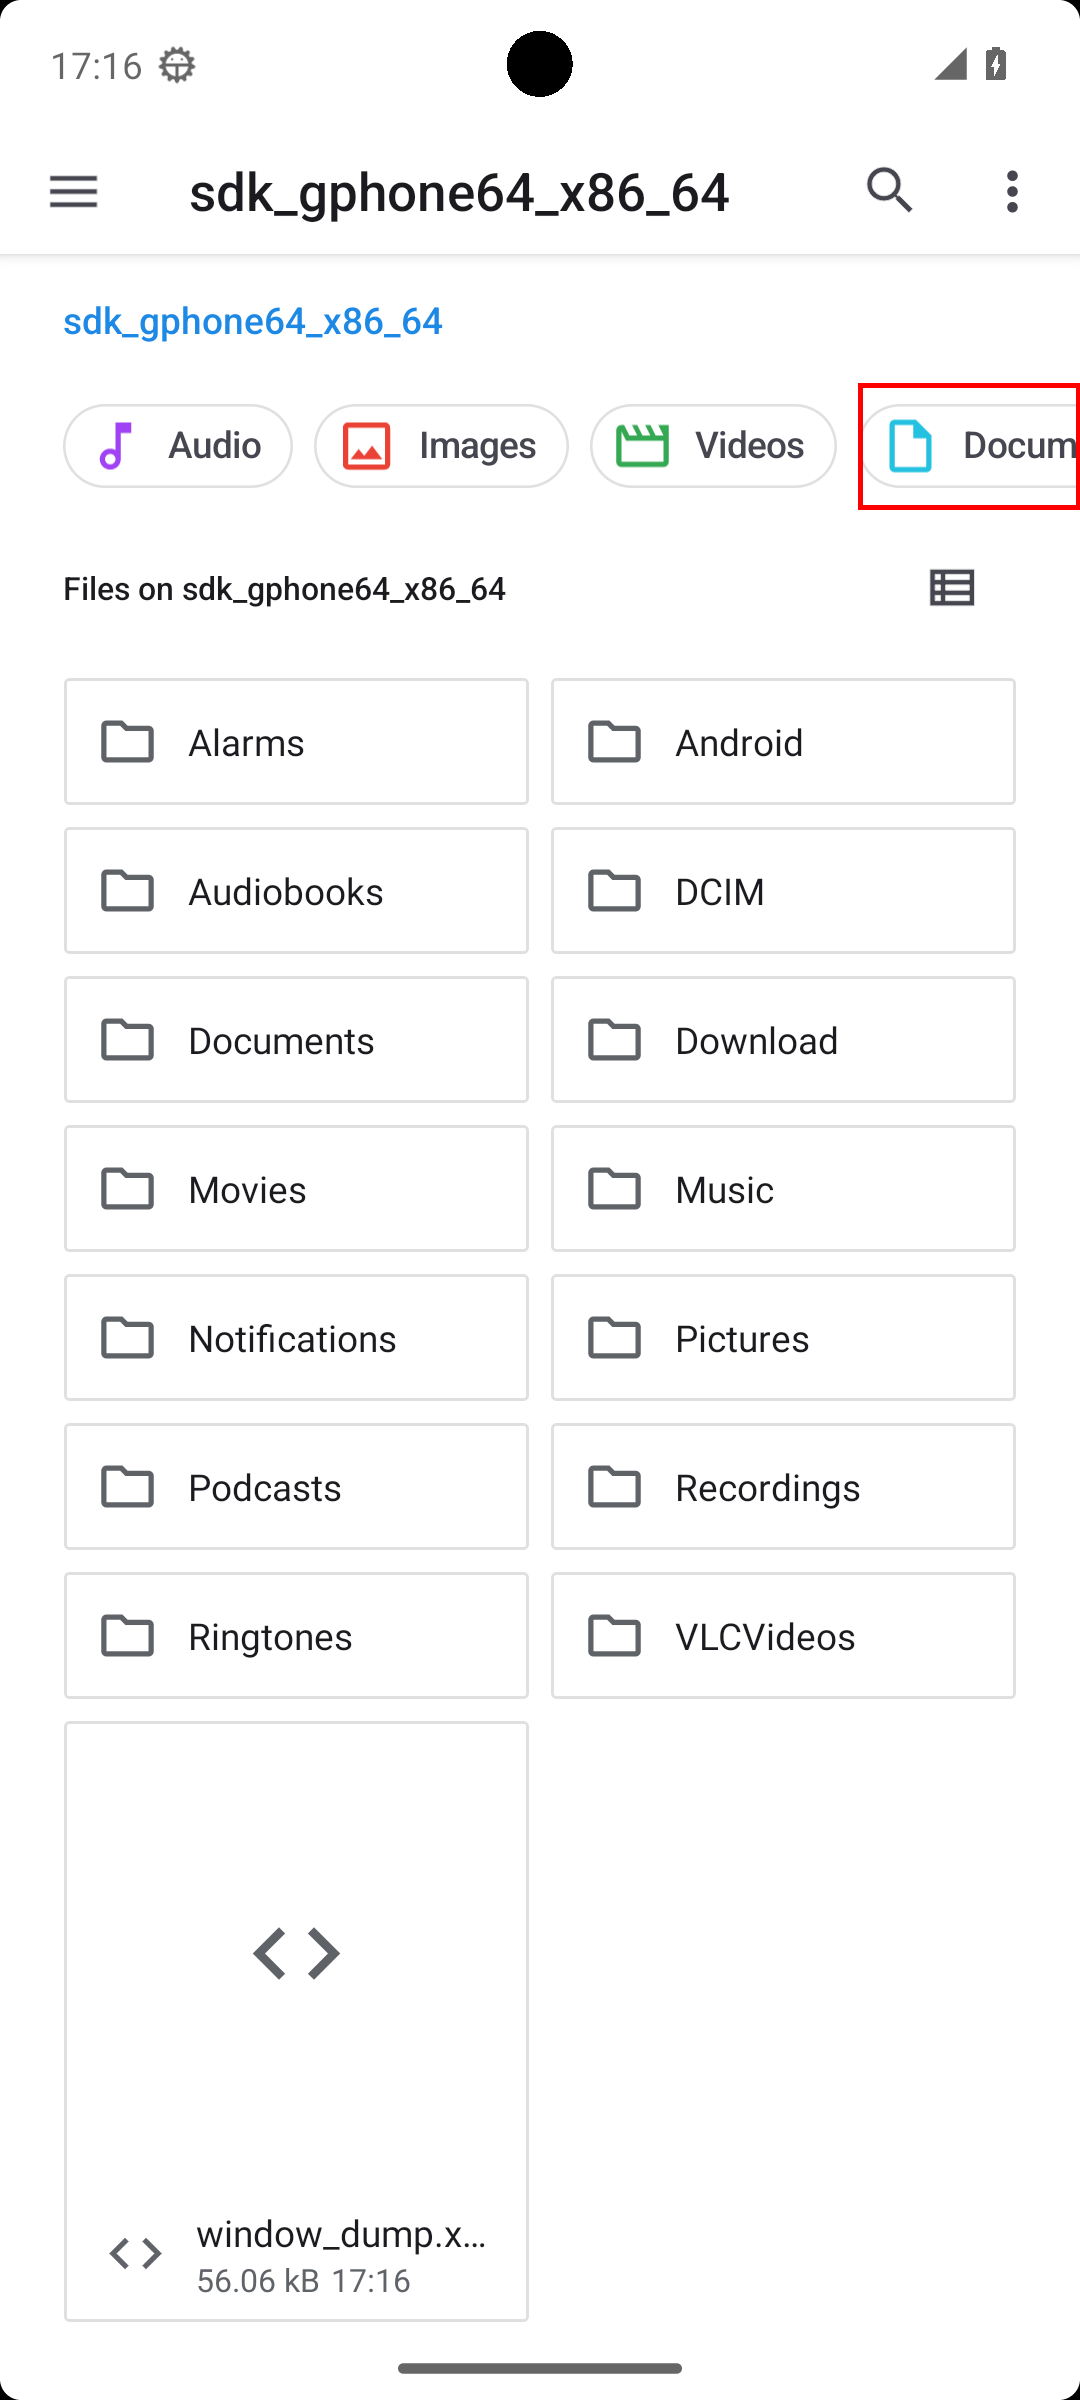 17:16
sdk_gphone64_x86_64
sdk_gphone64_x86_64
Audio Images Videos Docum
Files on sdk_gphone64_x86_64
Alarms Android
Audiobooks DCIM
Documents Download
Movies Music
Notifications Pictures
Podcasts Recordings
Ringtones VLCVideos
window_dump.x...
56.06 kB 17:16